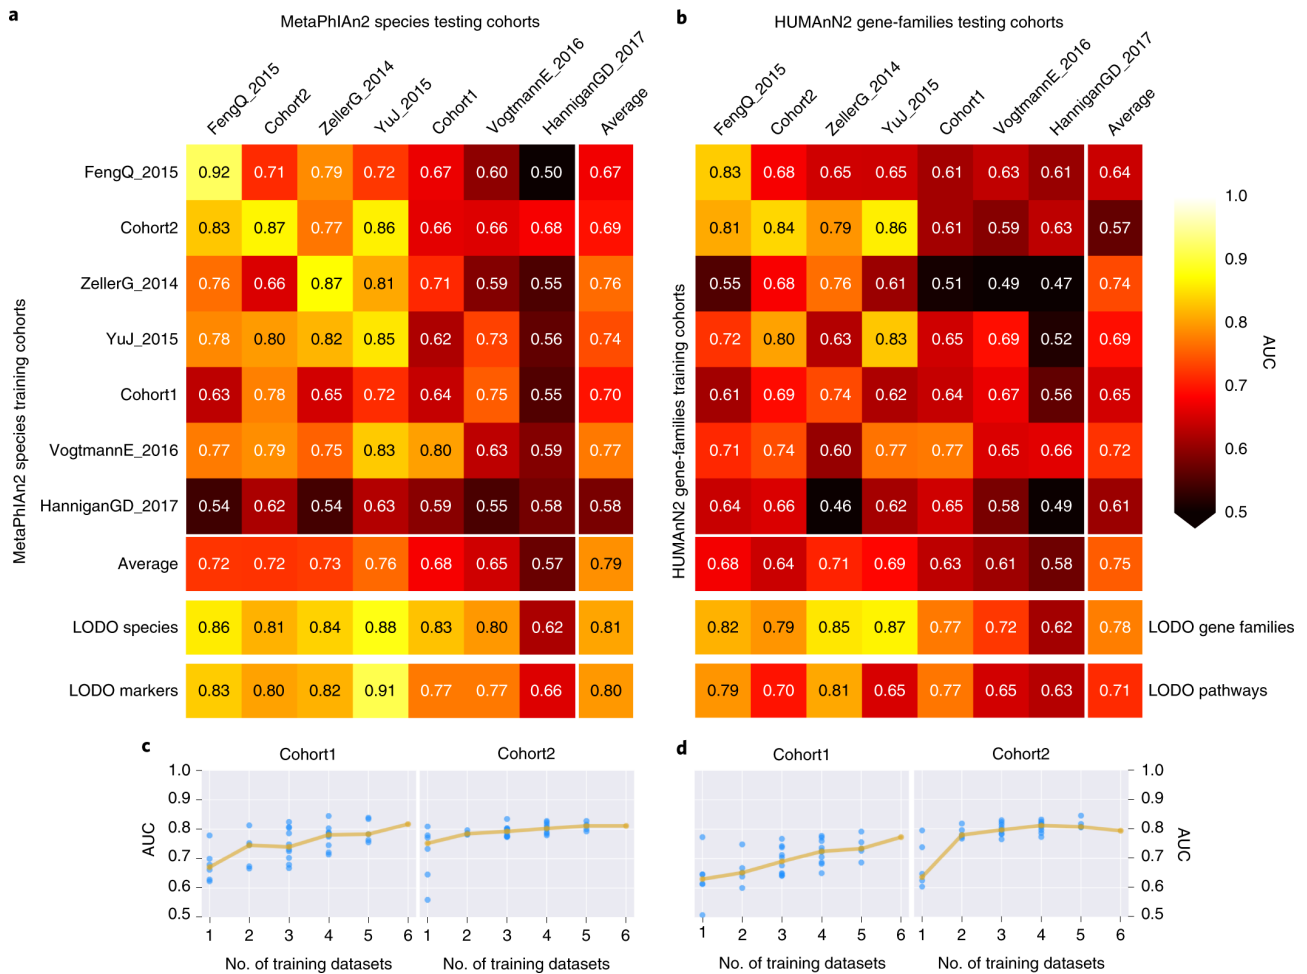 a
MetaPhlAn2 species testing cohorts
b
HUMAnN2 gene-families testing cohorts
FengQ_2015 Cohort2 ZellerG_2014 YuJ_2015 Cohort1 VogtmannE_2016 HanniganGD_2017 Average
FengQ_2015 Cohort2 ZellerG_2014 YuJ_2015 Cohort1 VogtmannE_2016 HanniganGD_2017 Average
MetaPhlAn2 species training cohorts
HUMAnN2 gene-families training cohorts
FengQ_2015 0.92 0.71 0.79 0.72 0.67 0.60 0.50 0.67 0.83 0.68 0.65 0.65 0.61 0.63 0.61 0.64
Cohort2 0.83 0.87 0.77 0.86 0.66 0.66 0.68 0.69 0.81 0.84 0.79 0.86 0.61 0.59 0.63 0.57
ZellerG_2014 0.76 0.66 0.87 0.81 0.71 0.59 0.55 0.76 0.55 0.68 0.76 0.61 0.51 0.49 0.47 0.74
YuJ_2015 0.78 0.80 0.82 0.85 0.62 0.73 0.56 0.74 0.72 0.80 0.63 0.83 0.65 0.69 0.52 0.69
Cohort1 0.63 0.78 0.65 0.72 0.64 0.75 0.55 0.70 0.61 0.69 0.74 0.62 0.64 0.67 0.56 0.65
VogtmannE_2016 0.77 0.79 0.75 0.83 0.80 0.63 0.59 0.77 0.71 0.74 0.60 0.77 0.77 0.65 0.66 0.72
HanniganGD_2017 0.54 0.62 0.54 0.63 0.59 0.55 0.58 0.58 0.64 0.66 0.46 0.62 0.65 0.58 0.49 0.61
Average 0.72 0.72 0.73 0.76 0.68 0.65 0.57 0.79 0.68 0.64 0.71 0.69 0.63 0.61 0.58 0.75
LODO species 0.86 0.81 0.84 0.88 0.83 0.80 0.62 0.81 0.82 0.79 0.85 0.87 0.77 0.72 0.62 0.78 LODO gene families
LODO markers 0.83 0.80 0.82 0.91 0.77 0.77 0.66 0.80 0.79 0.70 0.81 0.65 0.77 0.65 0.63 0.71 LODO pathways
1.0
0.9
0.8
0.7
0.6
0.5
AUC
c
Cohort1 Cohort2
1.0
0.9
0.8
0.7
0.6
0.5
AUC
1 2 3 4 5 6 1 2 3 4 5 6
No. of training datasets No. of training datasets
d
Cohort1 Cohort2
1.0
0.9
0.8
0.7
0.6
0.5
AUC
1 2 3 4 5 6 1 2 3 4 5 6
No. of training datasets No. of training datasets